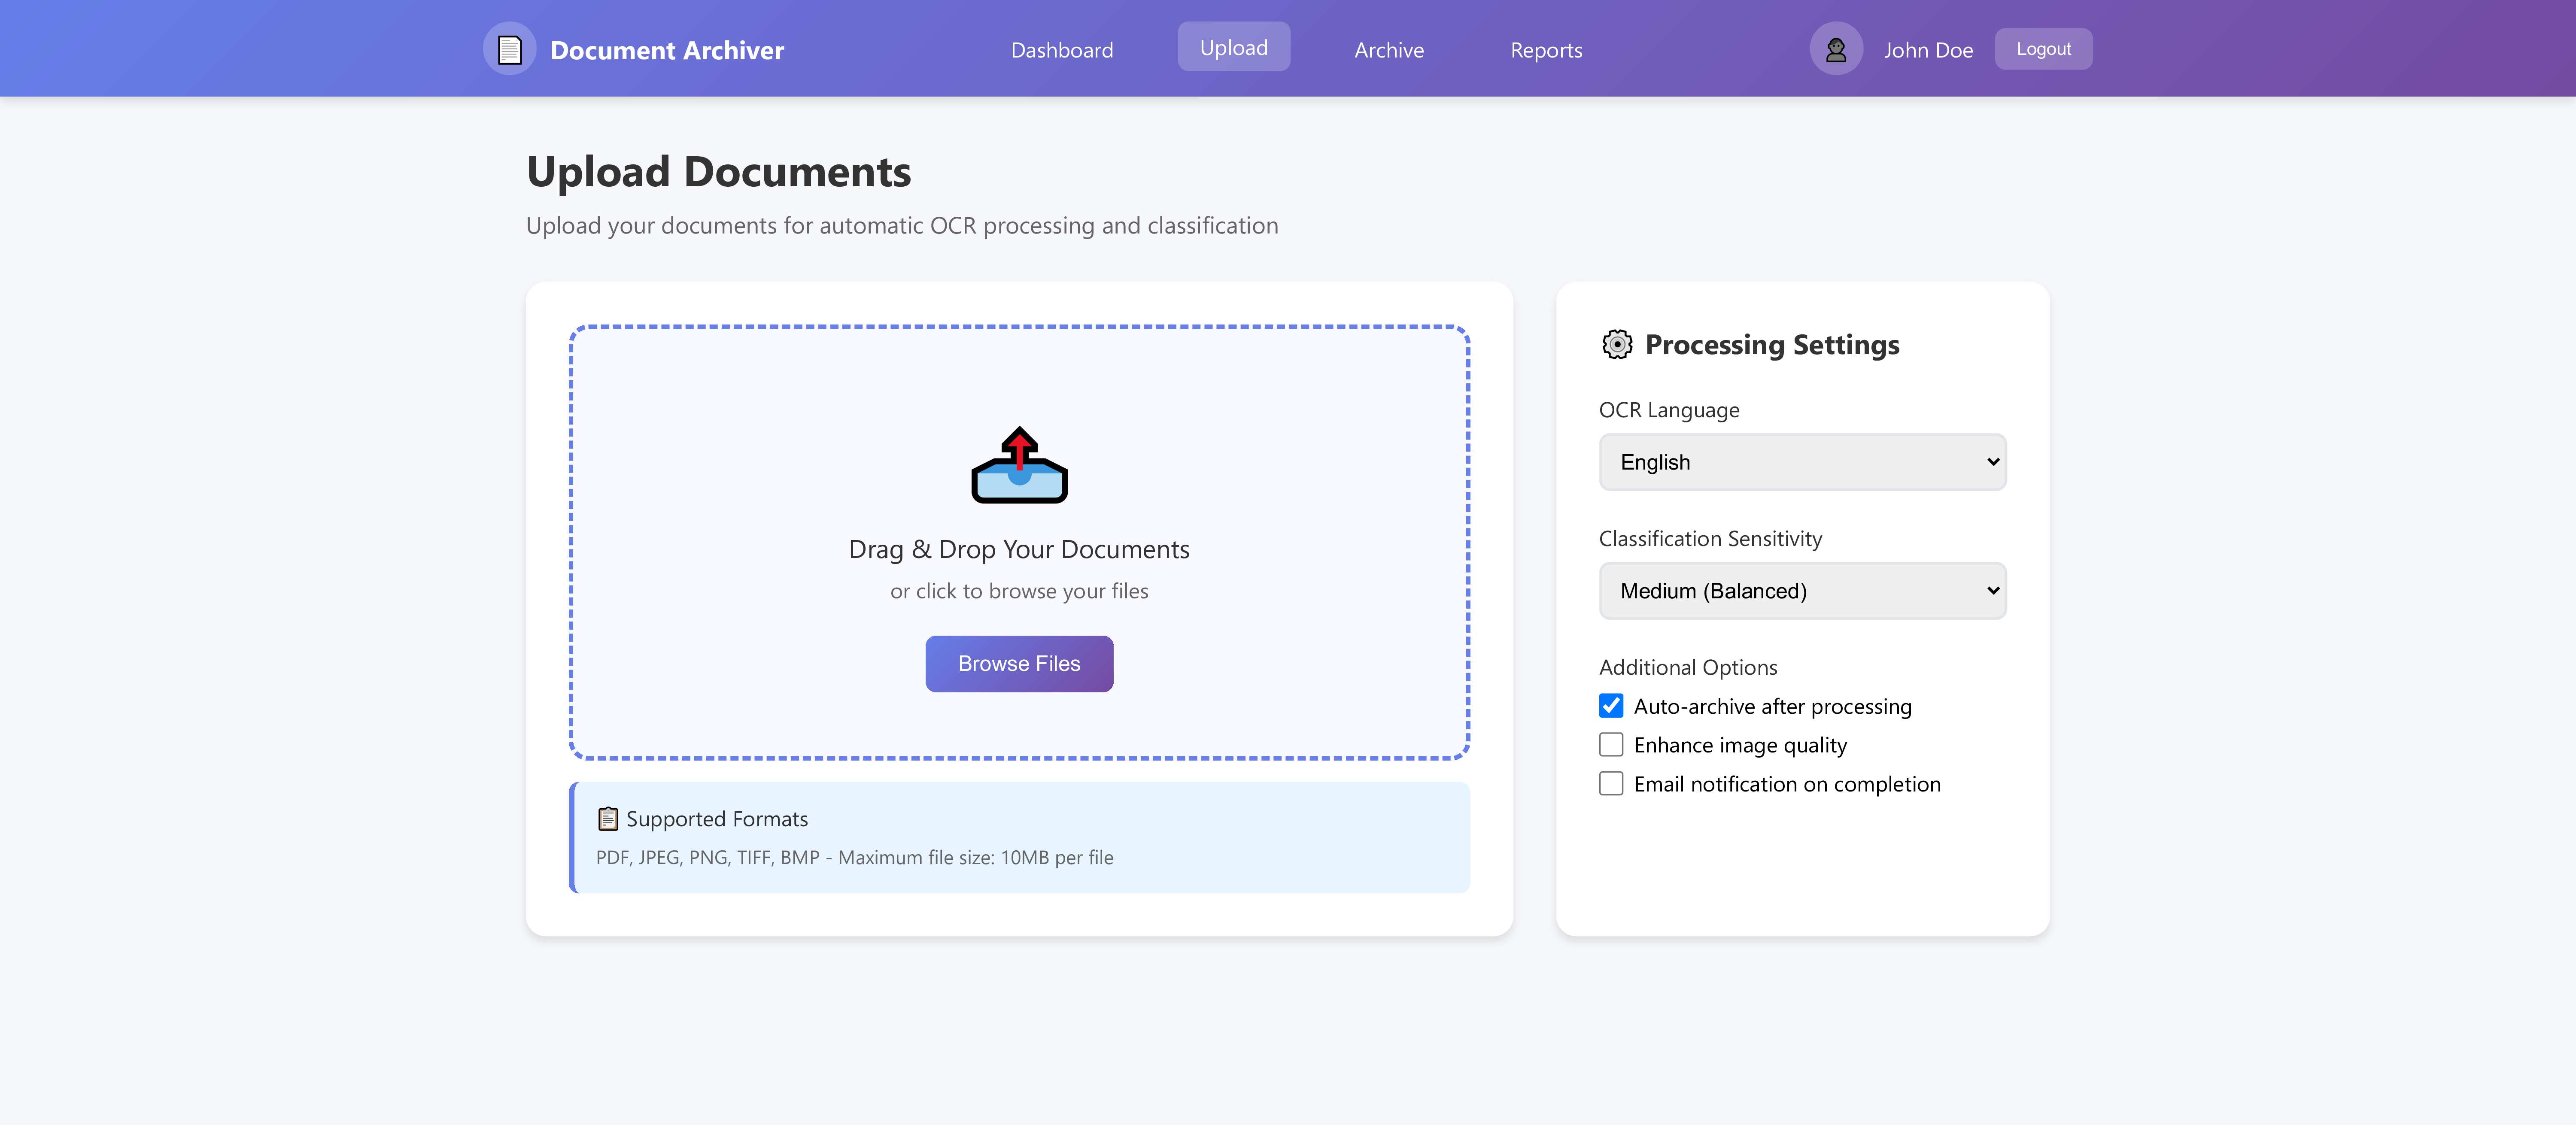 Document Archiver
Dashboard
Upload
Archive
Reports
John Doe
Logout
Upload Documents
Upload your documents for automatic OCR processing and classification
Drag & Drop Your Documents
or click to browse your files
Browse Files
Supported Formats
PDF, JPEG, PNG, TIFF, BMP - Maximum file size: 10MB per file
Processing Settings
OCR Language
English
Classification Sensitivity
Medium (Balanced)
Additional Options
Auto-archive after processing
Enhance image quality
Email notification on completion